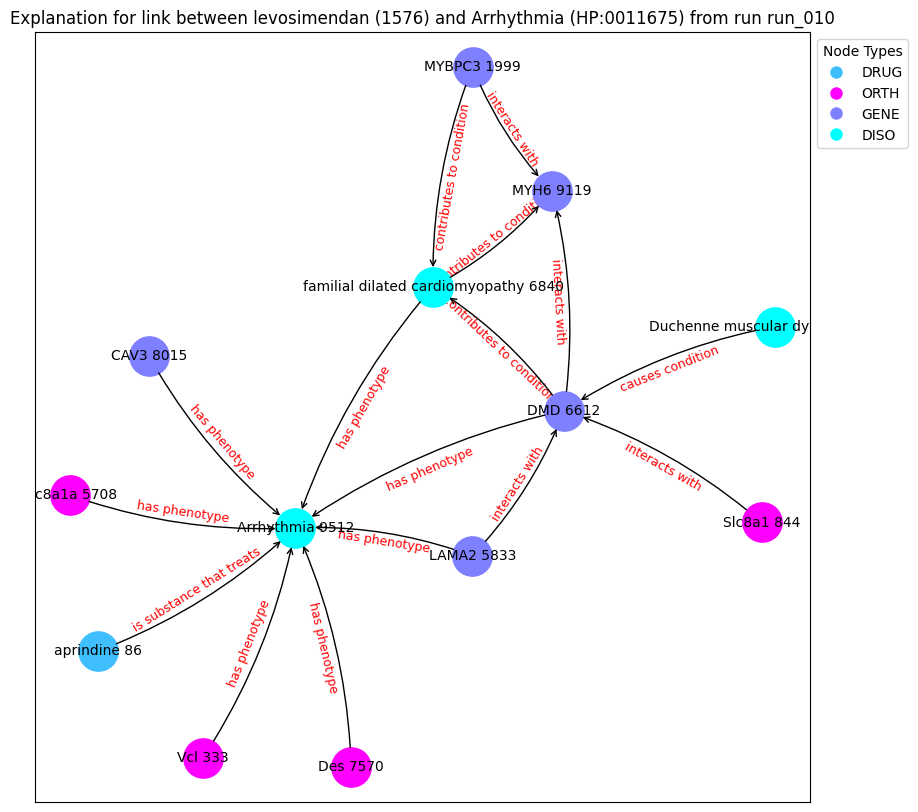 Explanation for link between levosimendan (1576) and Arrhythmia (HP:0011675) from run run_010
Node Types
DRUG
ORTH
GENE
DISO
MYBPC3 1999
interacts with
contributes to condition
MYH6 9119
contributes to condit
familial dilated cardiomyopathy 6840
interacts with
contributes to condition
Duchenne muscular dy
causes condition
CAV3 8015
has phenotype
has phenotype
DMD 6612
has phenotype
interacts with
interacts with
c8a1a 5708
has phenotype
Slc8a1 844
Arrhythmia 9512
has phenotype
LAMA2 5833
is substance that treats
aprindine 86
has phenotype
has phenotype
Vcl 333
Des 7570